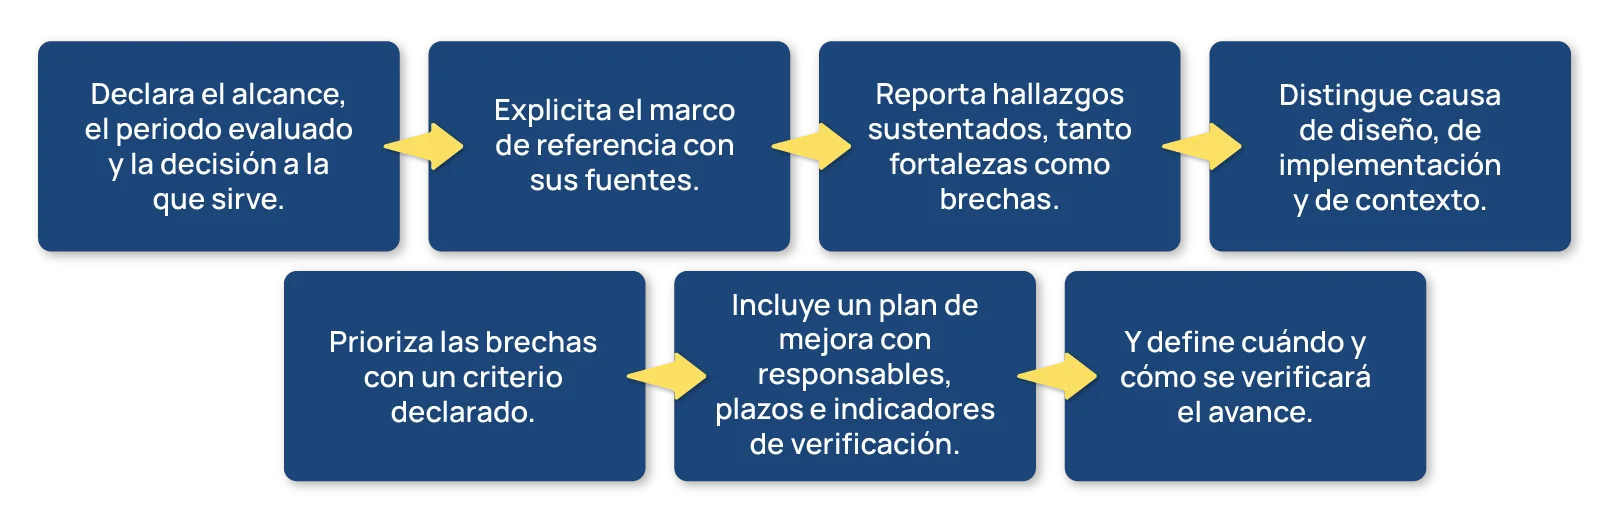 Declara el alcance,
el periodo evaluado
y la decisión a la
que sirve.
Explicita el marco
de referencia con
sus fuentes.
Reporta hallazgos
sustentados, tanto
fortalezas como
brechas.
Distingue causa
de diseño, de
implementación
y de contexto.
Prioriza las brechas
con un criterio
declarado.
Incluye un plan de
mejora con
responsables,
plazos e indicadores
de verificación.
Y define cuándo y
cómo se verificará
el avance.